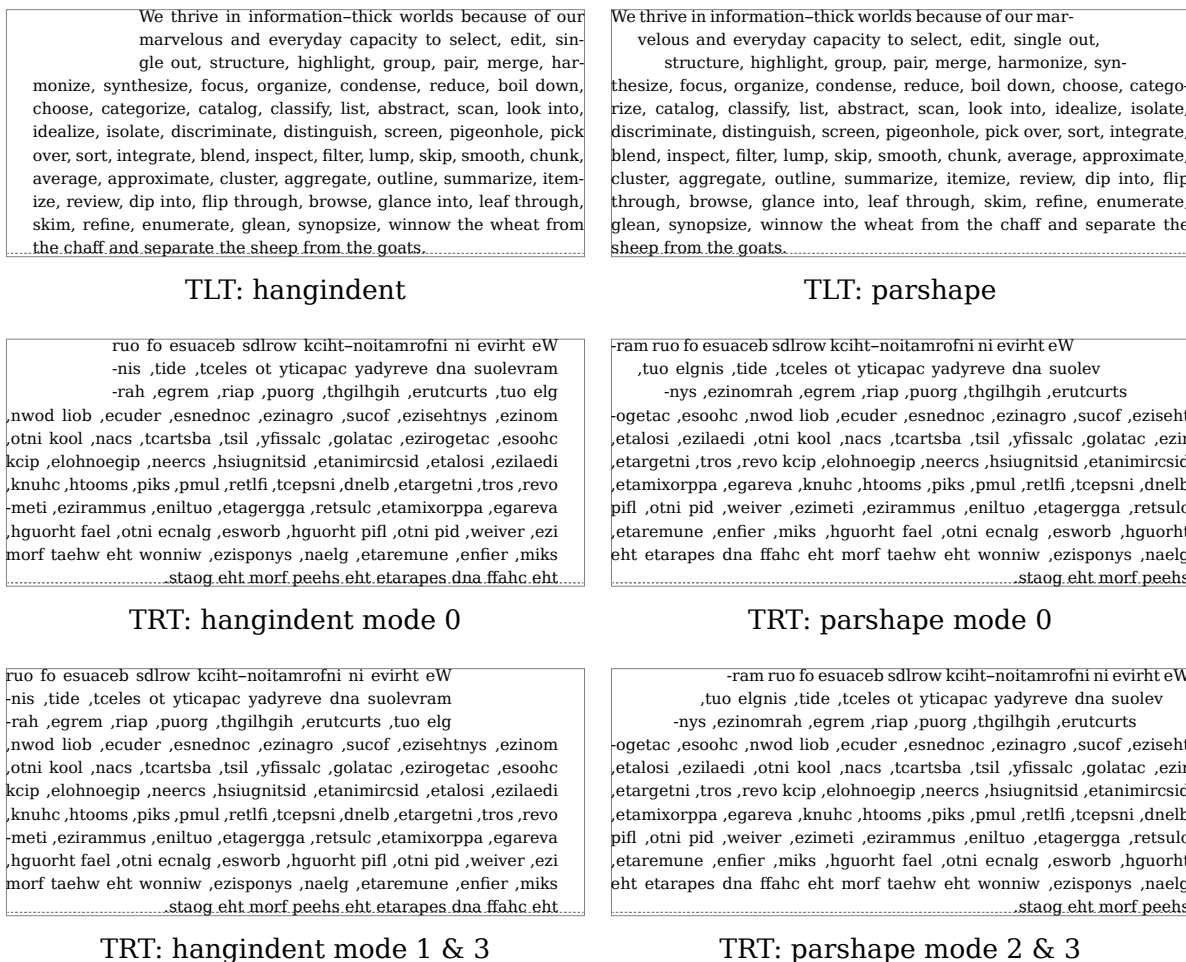 We thrive in information–thick worlds because of our
marvelous and everyday capacity to select, edit, sin-
gle out, structure, highlight, group, pair, merge, har-
monize, synthesize, focus, organize, condense, reduce, boil down,
choose, categorize, catalog, classify, list, abstract, scan, look into,
idealize, isolate, discriminate, distinguish, screen, pigeonhole, pick
over, sort, integrate, blend, inspect, filter, lump, skip, smooth, chunk,
average, approximate, cluster, aggregate, outline, summarize, item-
ize, review, dip into, flip through, browse, glance into, leaf through,
skim, refine, enumerate, glean, synopsize, winnow the wheat from
the chaff and separate the sheep from the goats.
TLT: hangindent
We thrive in information–thick worlds because of our mar-
velous and everyday capacity to select, edit, single out,
structure, highlight, group, pair, merge, harmonize, syn-
thesize, focus, organize, condense, reduce, boil down, choose, catego-
rize, catalog, classify, list, abstract, scan, look into, idealize, isolate,
discriminate, distinguish, screen, pigeonhole, pick over, sort, integrate,
blend, inspect, filter, lump, skip, smooth, chunk, average, approximate,
cluster, aggregate, outline, summarize, itemize, review, dip into, flip
through, browse, glance into, leaf through, skim, refine, enumerate,
glean, synopsize, winnow the wheat from the chaff and separate the
sheep from the goats.
TLT: parshape
ruo fo esuaceb sdlrow kciht–noitamrofni ni evirht eW
-nis ,tide ,tceles ot yticapac yadyreve dna suolevram
-rah ,egrem ,riap ,puorg ,thgilhgih ,erutcurts ,tuo elg
,nwod liob ,ecuder ,esnednoc ,ezinagro ,sucof ,ezisehtnys ,ezinom
,otni kool ,nacs ,tcartsba ,tsil ,yfissalc ,golatac ,ezirogetac ,esoohc
kcip ,elohnoegip ,neercs ,hsiugnitsid ,etanimircsid ,etalosi ,ezilaedi
,knuhc ,htooms ,piks ,pmul ,retlfi ,tcepsni ,dnelb ,etargetni ,tros ,revo
-meti ,ezirammus ,eniltuo ,etagergga ,retsulc ,etamixorppa ,egareva
,hguorht fael ,otni ecnalg ,esworb ,hguorht pifl ,otni pid ,weiver ,ezi
morf taehw eht wonniw ,ezisponys ,naelg ,etaremune ,enfier ,miks
.staog eht morf peehs eht etarapes dna ffahc eht
TRT: hangindent mode 0
-ram ruo fo esuaceb sdlrow kciht–noitamrofni ni evirht eW
,tuo elgnis ,tide ,tceles ot yticapac yadyreve dna suolev
-nys ,ezinomrah ,egrem ,riap ,puorg ,thgilhgih ,erutcurts
-ogetac ,esoohc ,nwod liob ,ecuder ,esnednoc ,ezinagro ,sucof ,eziseht
,etalosi ,ezilaedi ,otni kool ,nacs ,tcartsba ,tsil ,yfissalc ,golatac ,ezir
,etargetni ,tros ,revo kcip ,elohnoegip ,neercs ,hsiugnitsid ,etanimircsid
,etamixorppa ,egareva ,knuhc ,htooms ,piks ,pmul ,retlfi ,tcepsni ,dnelb
pifl ,otni pid ,weiver ,ezimeti ,ezirammus ,eniltuo ,etagergga ,retsulc
,etaremune ,enfier ,miks ,hguorht fael ,otni ecnalg ,esworb ,hguorht
eht etarapes dna ffahc eht morf taehw eht wonniw ,ezisponys ,naelg
.staog eht morf peehs
TRT: parshape mode 0
ruo fo esuaceb sdlrow kciht–noitamrofni ni evirht eW
-nis ,tide ,tceles ot yticapac yadyreve dna suolevram
-rah ,egrem ,riap ,puorg ,thgilhgih ,erutcurts ,tuo elg
,nwod liob ,ecuder ,esnednoc ,ezinagro ,sucof ,ezisehtnys ,ezinom
,otni kool ,nacs ,tcartsba ,tsil ,yfissalc ,golatac ,ezirogetac ,esoohc
kcip ,elohnoegip ,neercs ,hsiugnitsid ,etanimircsid ,etalosi ,ezilaedi
,knuhc ,htooms ,piks ,pmul ,retlfi ,tcepsni ,dnelb ,etargetni ,tros ,revo
-meti ,ezirammus ,eniltuo ,etagergga ,retsulc ,etamixorppa ,egareva
,hguorht fael ,otni ecnalg ,esworb ,hguorht pifl ,otni pid ,weiver ,ezi
morf taehw eht wonniw ,ezisponys ,naelg ,etaremune ,enfier ,miks
.staog eht morf peehs eht etarapes dna ffahc eht
TRT: hangindent mode 1 & 3
-ram ruo fo esuaceb sdlrow kciht–noitamrofni ni evirht eW
,tuo elgnis ,tide ,tceles ot yticapac yadyreve dna suolev
-nys ,ezinomrah ,egrem ,riap ,puorg ,thgilhgih ,erutcurts
-ogetac ,esoohc ,nwod liob ,ecuder ,esnednoc ,ezinagro ,sucof ,eziseht
,etalosi ,ezilaedi ,otni kool ,nacs ,tcartsba ,tsil ,yfissalc ,golatac ,ezir
,etargetni ,tros ,revo kcip ,elohnoegip ,neercs ,hsiugnitsid ,etanimircsid
,etamixorppa ,egareva ,knuhc ,htooms ,piks ,pmul ,retlfi ,tcepsni ,dnelb
pifl ,otni pid ,weiver ,ezimeti ,ezirammus ,eniltuo ,etagergga ,retsulc
,etaremune ,enfier ,miks ,hguorht fael ,otni ecnalg ,esworb ,hguorht
eht etarapes dna ffahc eht morf taehw eht wonniw ,ezisponys ,naelg
.staog eht morf peehs
TRT: parshape mode 2 & 3